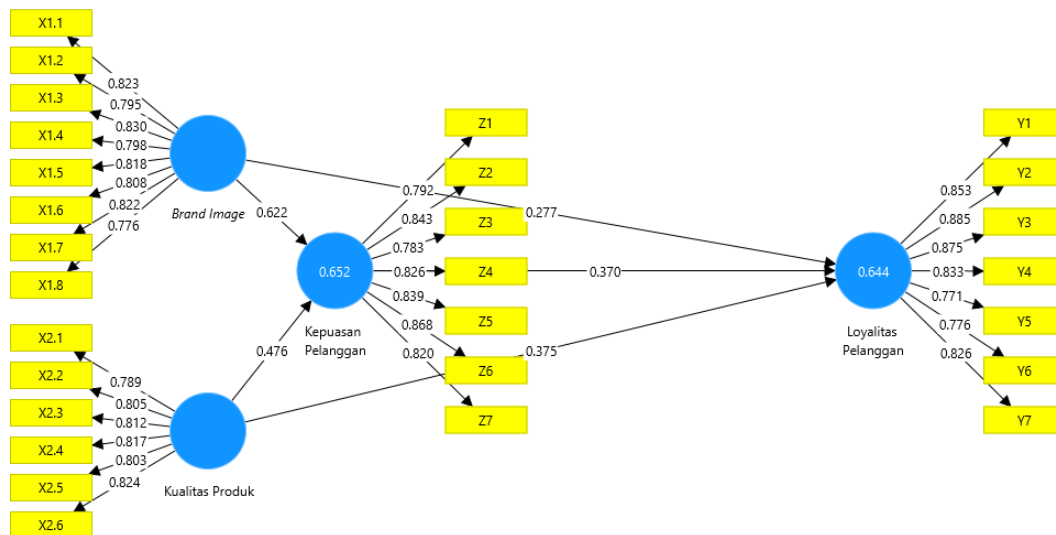 X1.1
X1.2
X1.3
X1.4
X1.5
X1.6
X1.7
X1.8
0.823
0.795
0.830
0.798
0.818
0.808
0.822
0.776
Brand Image
0.622
X2.1
X2.2
X2.3
X2.4
X2.5
X2.6
0.789
0.805
0.812
0.817
0.803
0.824
Kualitas Produk
0.476
0.652
Kepuasan
Pelanggan
0.792
0.843
0.783
0.826
0.839
0.868
0.820
Z1
Z2
Z3
Z4
Z5
Z6
Z7
0.277
0.370
0.375
0.644
Loyalitas
Pelanggan
0.853
0.885
0.875
0.833
0.771
0.776
0.826
Y1
Y2
Y3
Y4
Y5
Y6
Y7